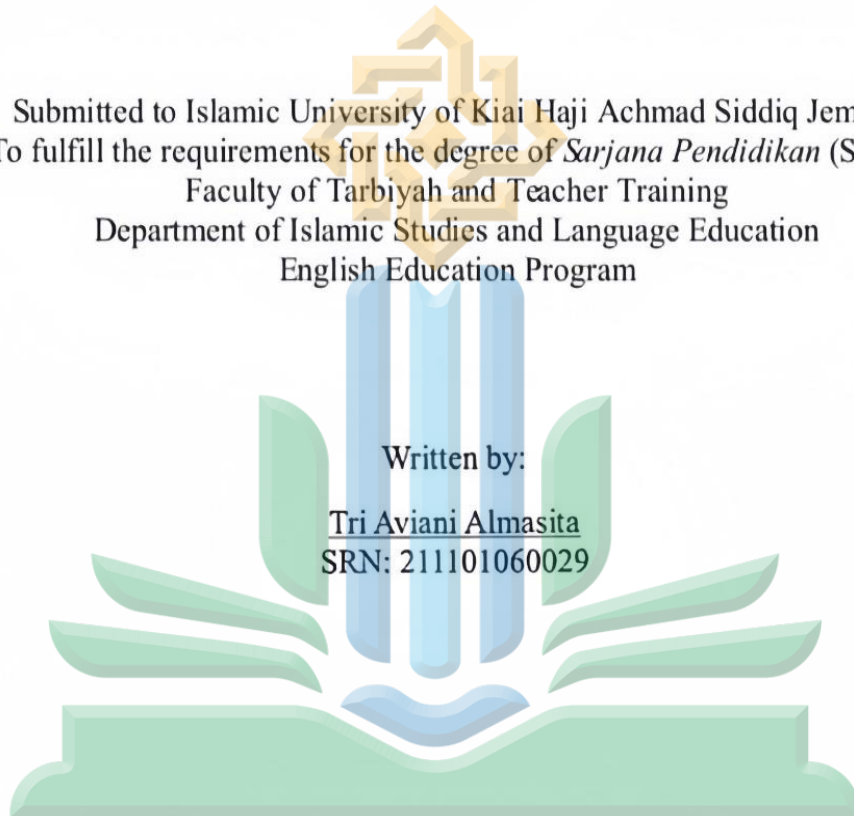 Submitted to Islamic University of Kiai Haji Achmad Siddiq Jem
To fulfill the requirements for the degree of Sarjana Pendidikan (S
Faculty of Tarbiyah and Teacher Training
Department of Islamic Studies and Language Education
English Education Program
Written by:
Tri Aviani Almasita
SRN: 211101060029